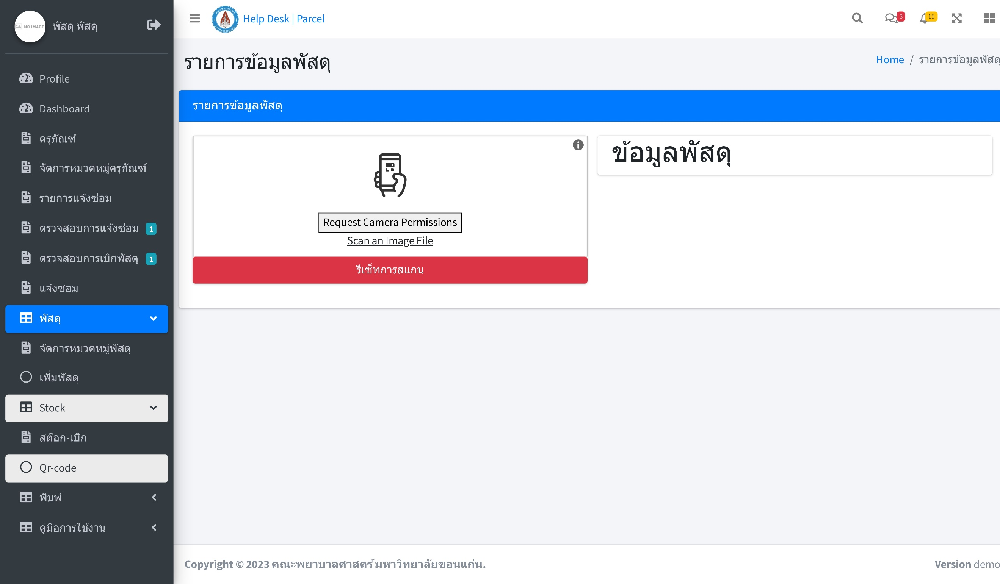 NO IMAGE
พัสดุ พัสดุ
Profile
Dashboard
ครุภัณฑ์
จัดการหมวดหมู่ครุภัณฑ์
รายการแจ้งซ่อม
ตรวจสอบการแจ้งซ่อม 1
ตรวจสอบการเบิกพัสดุ 1
แจ้งซ่อม
พัสดุ
จัดการหมวดหมู่พัสดุ
เพิ่มพัสดุ
Stock
สต๊อก-เบิก
Qr-code
พิมพ์
คู่มือการใช้งาน
Help Desk | Parcel
3
15
รายการข้อมูลพัสดุ
Home / รายการข้อมูลพัสดุ
รายการข้อมูลพัสดุ
Request Camera Permissions
Scan an Image File
รีเซ็ทการสแกน
ข้อมูลพัสดุ
Copyright © 2023 คณะพยาบาลศาสตร์ มหาวิทยาลัยขอนแก่น.
Version demo